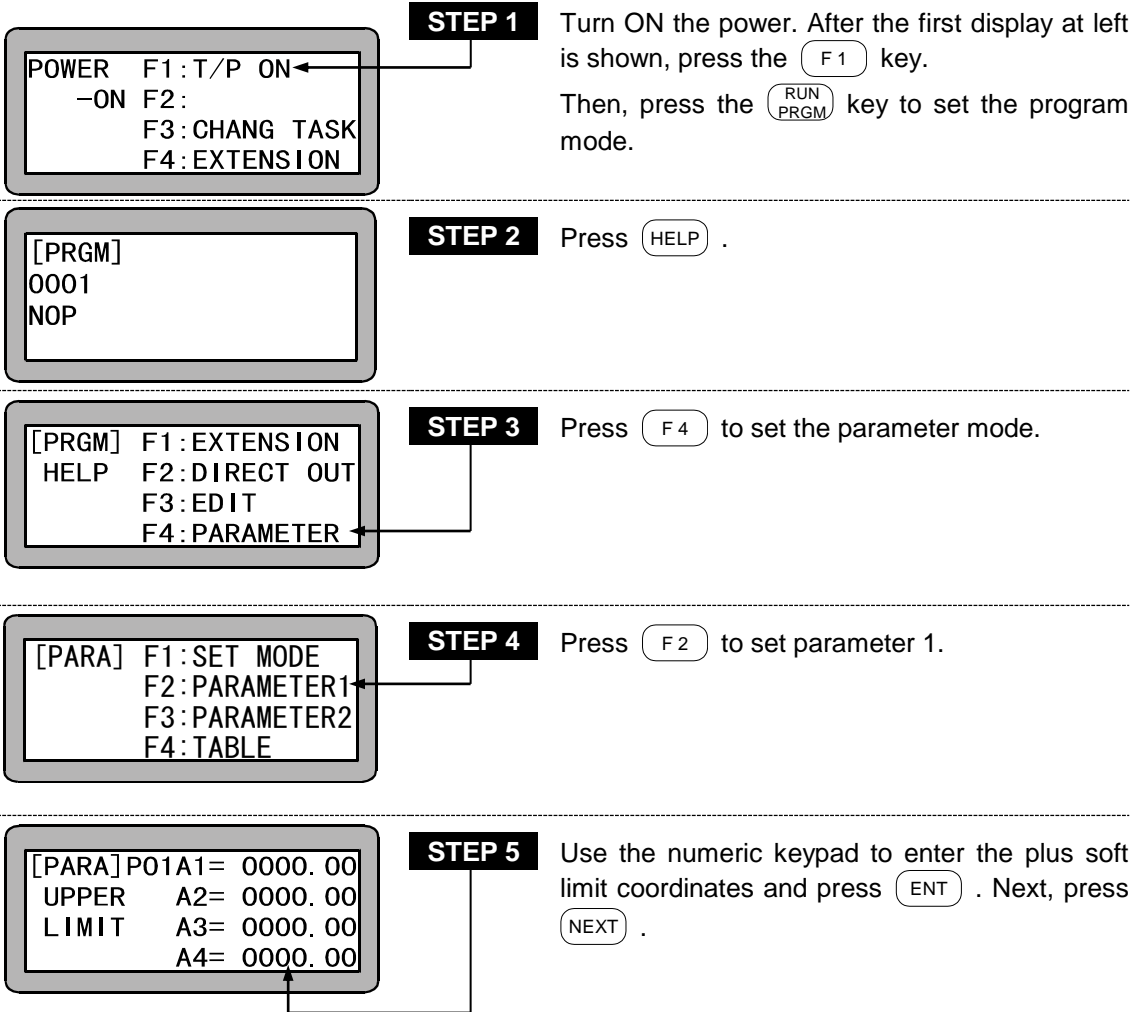 STEP 1
Turn ON the power. After the first display at left
is shown, press the F 1 key.
Then, press the RUN PRGM key to set the program
mode.
POWER F1:T/P ON
-ON F2:
F3:CHANG TASK
F4:EXTENSION
STEP 2
Press HELP .
[PRGM]
0001
NOP
STEP 3
Press F 4 to set the parameter mode.
[PRGM] F1:EXTENSION
HELP F2:DIRECT OUT
F3:EDIT
F4:PARAMETER
STEP 4
Press F 2 to set parameter 1.
[PARA] F1:SET MODE
F2:PARAMETER1
F3:PARAMETER2
F4:TABLE
STEP 5
Use the numeric keypad to enter the plus soft
limit coordinates and press ENT . Next, press
NEXT .
[PARA]P01A1= 0000.00
UPPER A2= 0000.00
LIMIT A3= 0000.00
A4= 0000.00